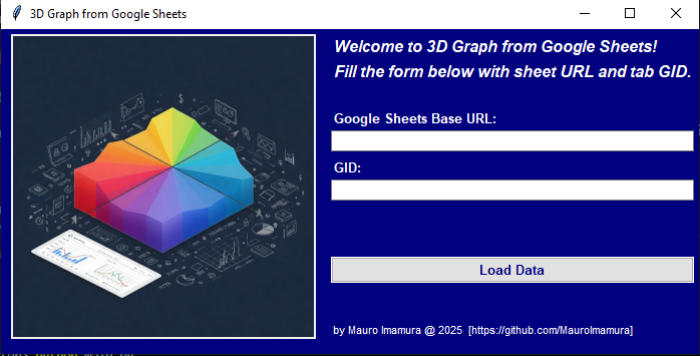 3D Graph from Google Sheets
Welcome to 3D Graph from Google Sheets!
Fill the form below with sheet URL and tab GID.
Google Sheets Base URL:
GID:
Load Data
by Mauro Imamura @ 2025 [https://github.com/MauroImamura]